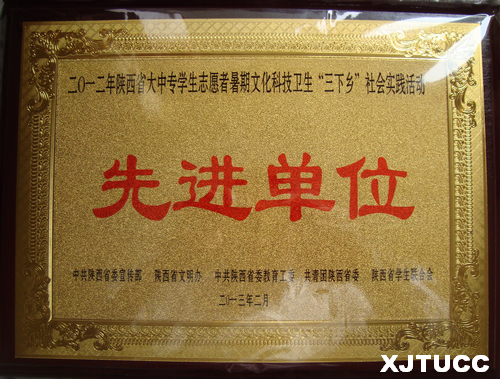 二〇一二年陕西省大中专学生志愿者暑期文化科技卫生“三下乡”社会实践活动
先进单位
中共陕西省委宣传部 陕西省文明办 中共陕西省委教育工委 共青团陕西省委 陕西省学生联合会
二〇一三年二月
XJTUCC